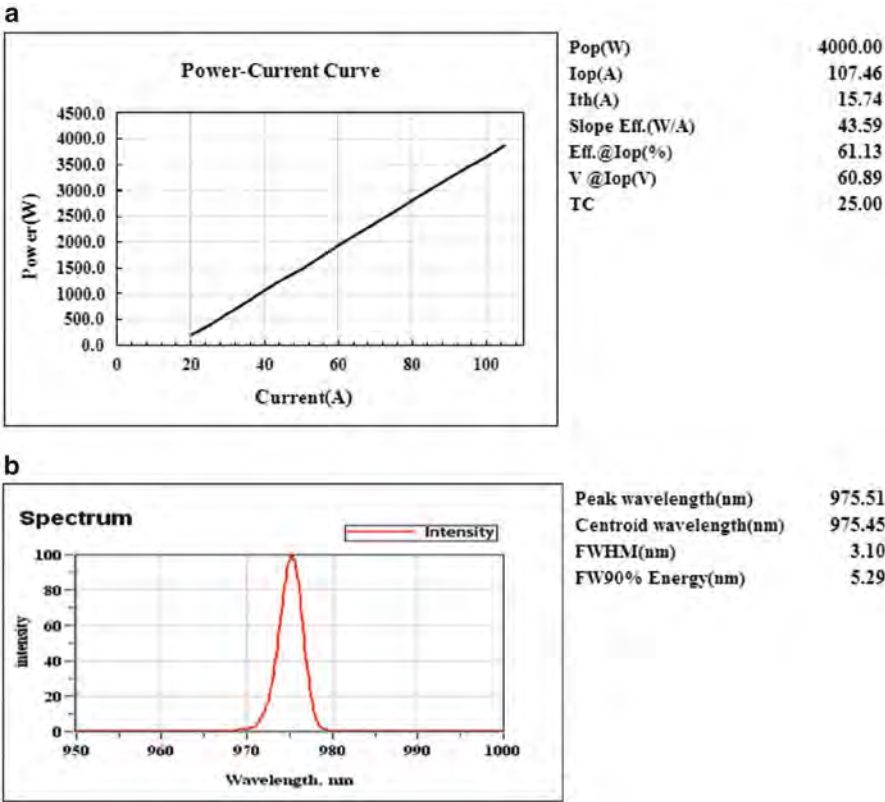 a
Power-Current Curve
Power(W)
4500.0
4000.0
3500.0
3000.0
2500.0
2000.0
1500.0
1000.0
500.0
0.0
0 20 40 60 80 100
Current(A)
Pop(W) 4000.00
Iop(A) 107.46
Ith(A) 15.74
Slope Eff.(W/A) 43.59
Eff.@Iop(%) 61.13
V @Iop(V) 60.89
TC 25.00
b
Spectrum
Intensity
intensity
100
80
60
40
20
0
950 960 970 980 990 1000
Wavelength, nm
Peak wavelength(nm) 975.51
Centroid wavelength(nm) 975.45
FWHM(nm) 3.10
FW90% Energy(nm) 5.29